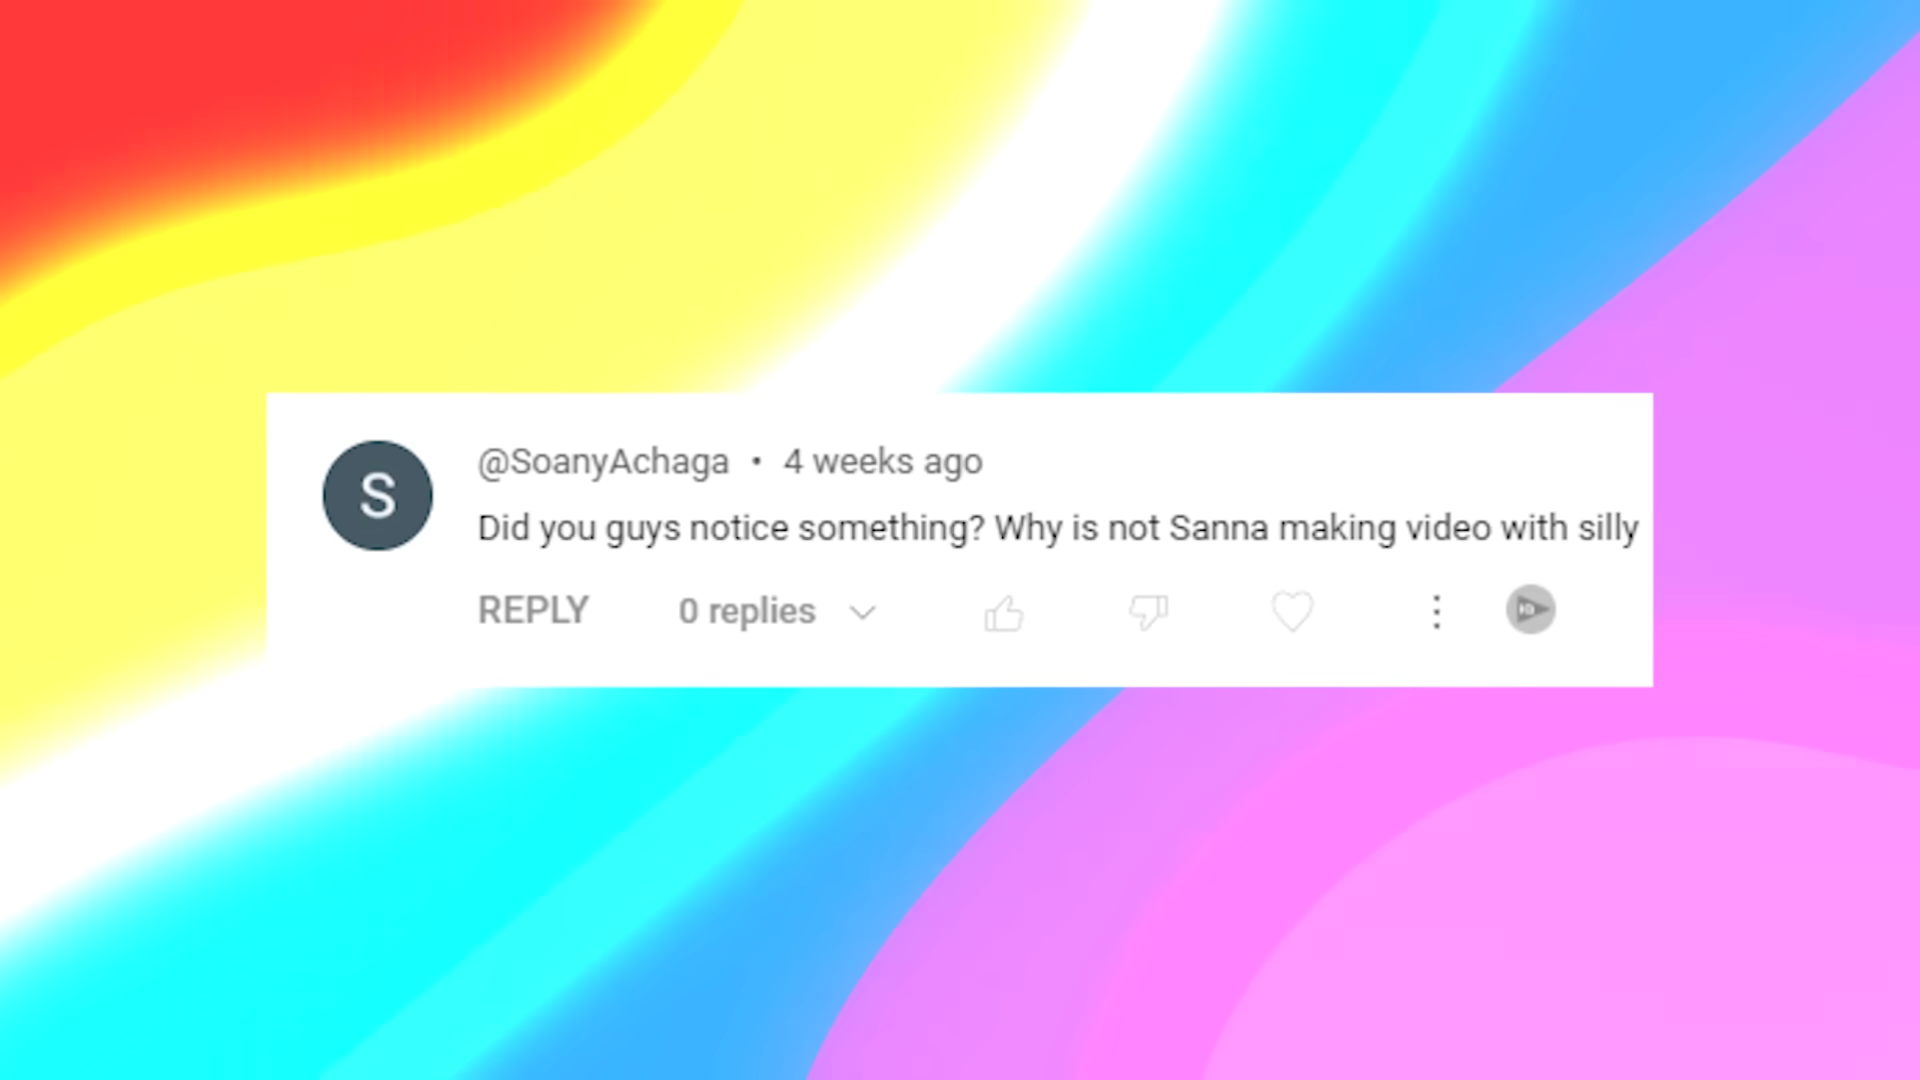 S
@SoanyAchaga • 4 weeks ago
Did you guys notice something? Why is not Sanna making video with silly
REPLY 0 replies